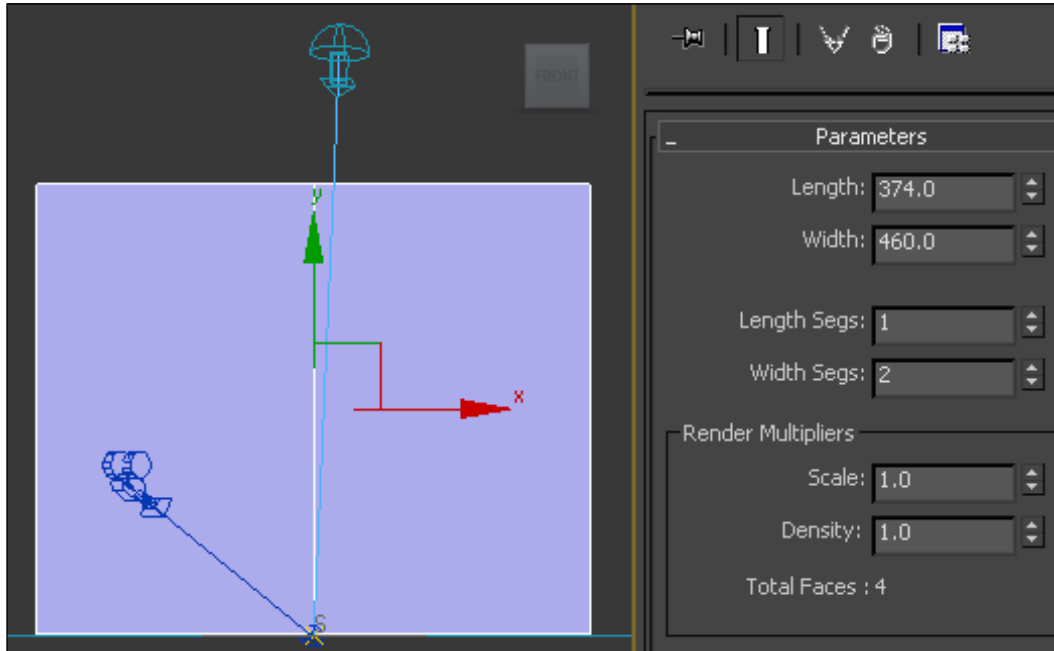 FRONT
y
x
S
Parameters
Length: 374.0
Width: 460.0
Length Segs: 1
Width Segs: 2
Render Multipliers
Scale: 1.0
Density: 1.0
Total Faces : 4